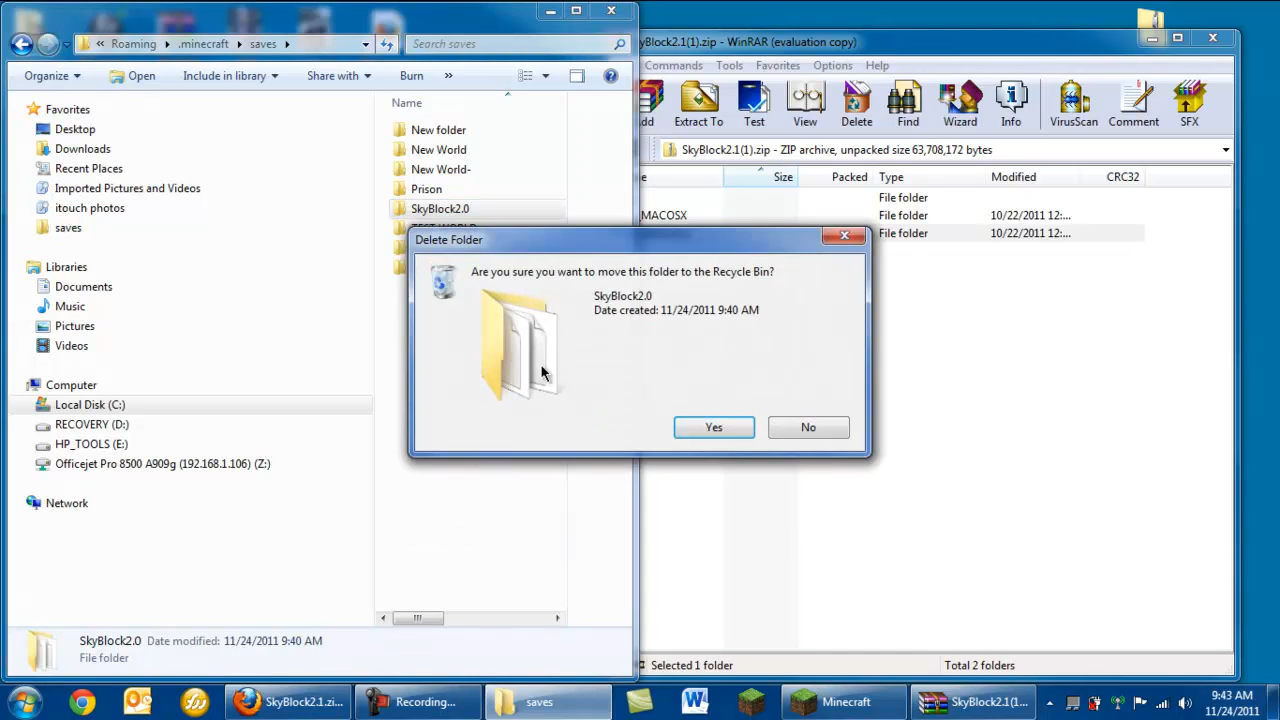 « Roaming ▸ .minecraft ▸ saves ▸
Search saves
Organize
Open
Include in library
Share with
Burn
»
Favorites
Desktop
Downloads
Recent Places
Imported Pictures and Videos
itouch photos
saves
Libraries
Documents
Music
Pictures
Videos
Computer
Local Disk (C:)
RECOVERY (D:)
HP_TOOLS (E:)
Officejet Pro 8500 A909g (192.168.1.106) (Z:)
Network
Name
New folder
New World
New World-
Prison
SkyBlock2.0
SkyBlock2.0 Date modified: 11/24/2011 9:40 AM
File folder
yBlock2.1(1).zip - WinRAR (evaluation copy)
Commands Tools Favorites Options Help
dd Extract To Test View Delete Find Wizard Info VirusScan Comment SFX
SkyBlock2.1(1).zip - ZIP archive, unpacked size 63,708,172 bytes
e Size Packed Type Modified CRC32
File folder
MACOSX File folder 10/22/2011 12:...
File folder 10/22/2011 12:...
Delete Folder
Are you sure you want to move this folder to the Recycle Bin?
SkyBlock2.0
Date created: 11/24/2011 9:40 AM
Yes No
Selected 1 folder
Total 2 folders
SkyBlock2.1.zi...
Recording...
saves
Minecraft
SkyBlock2.1(1...
9:43 AM
11/24/2011